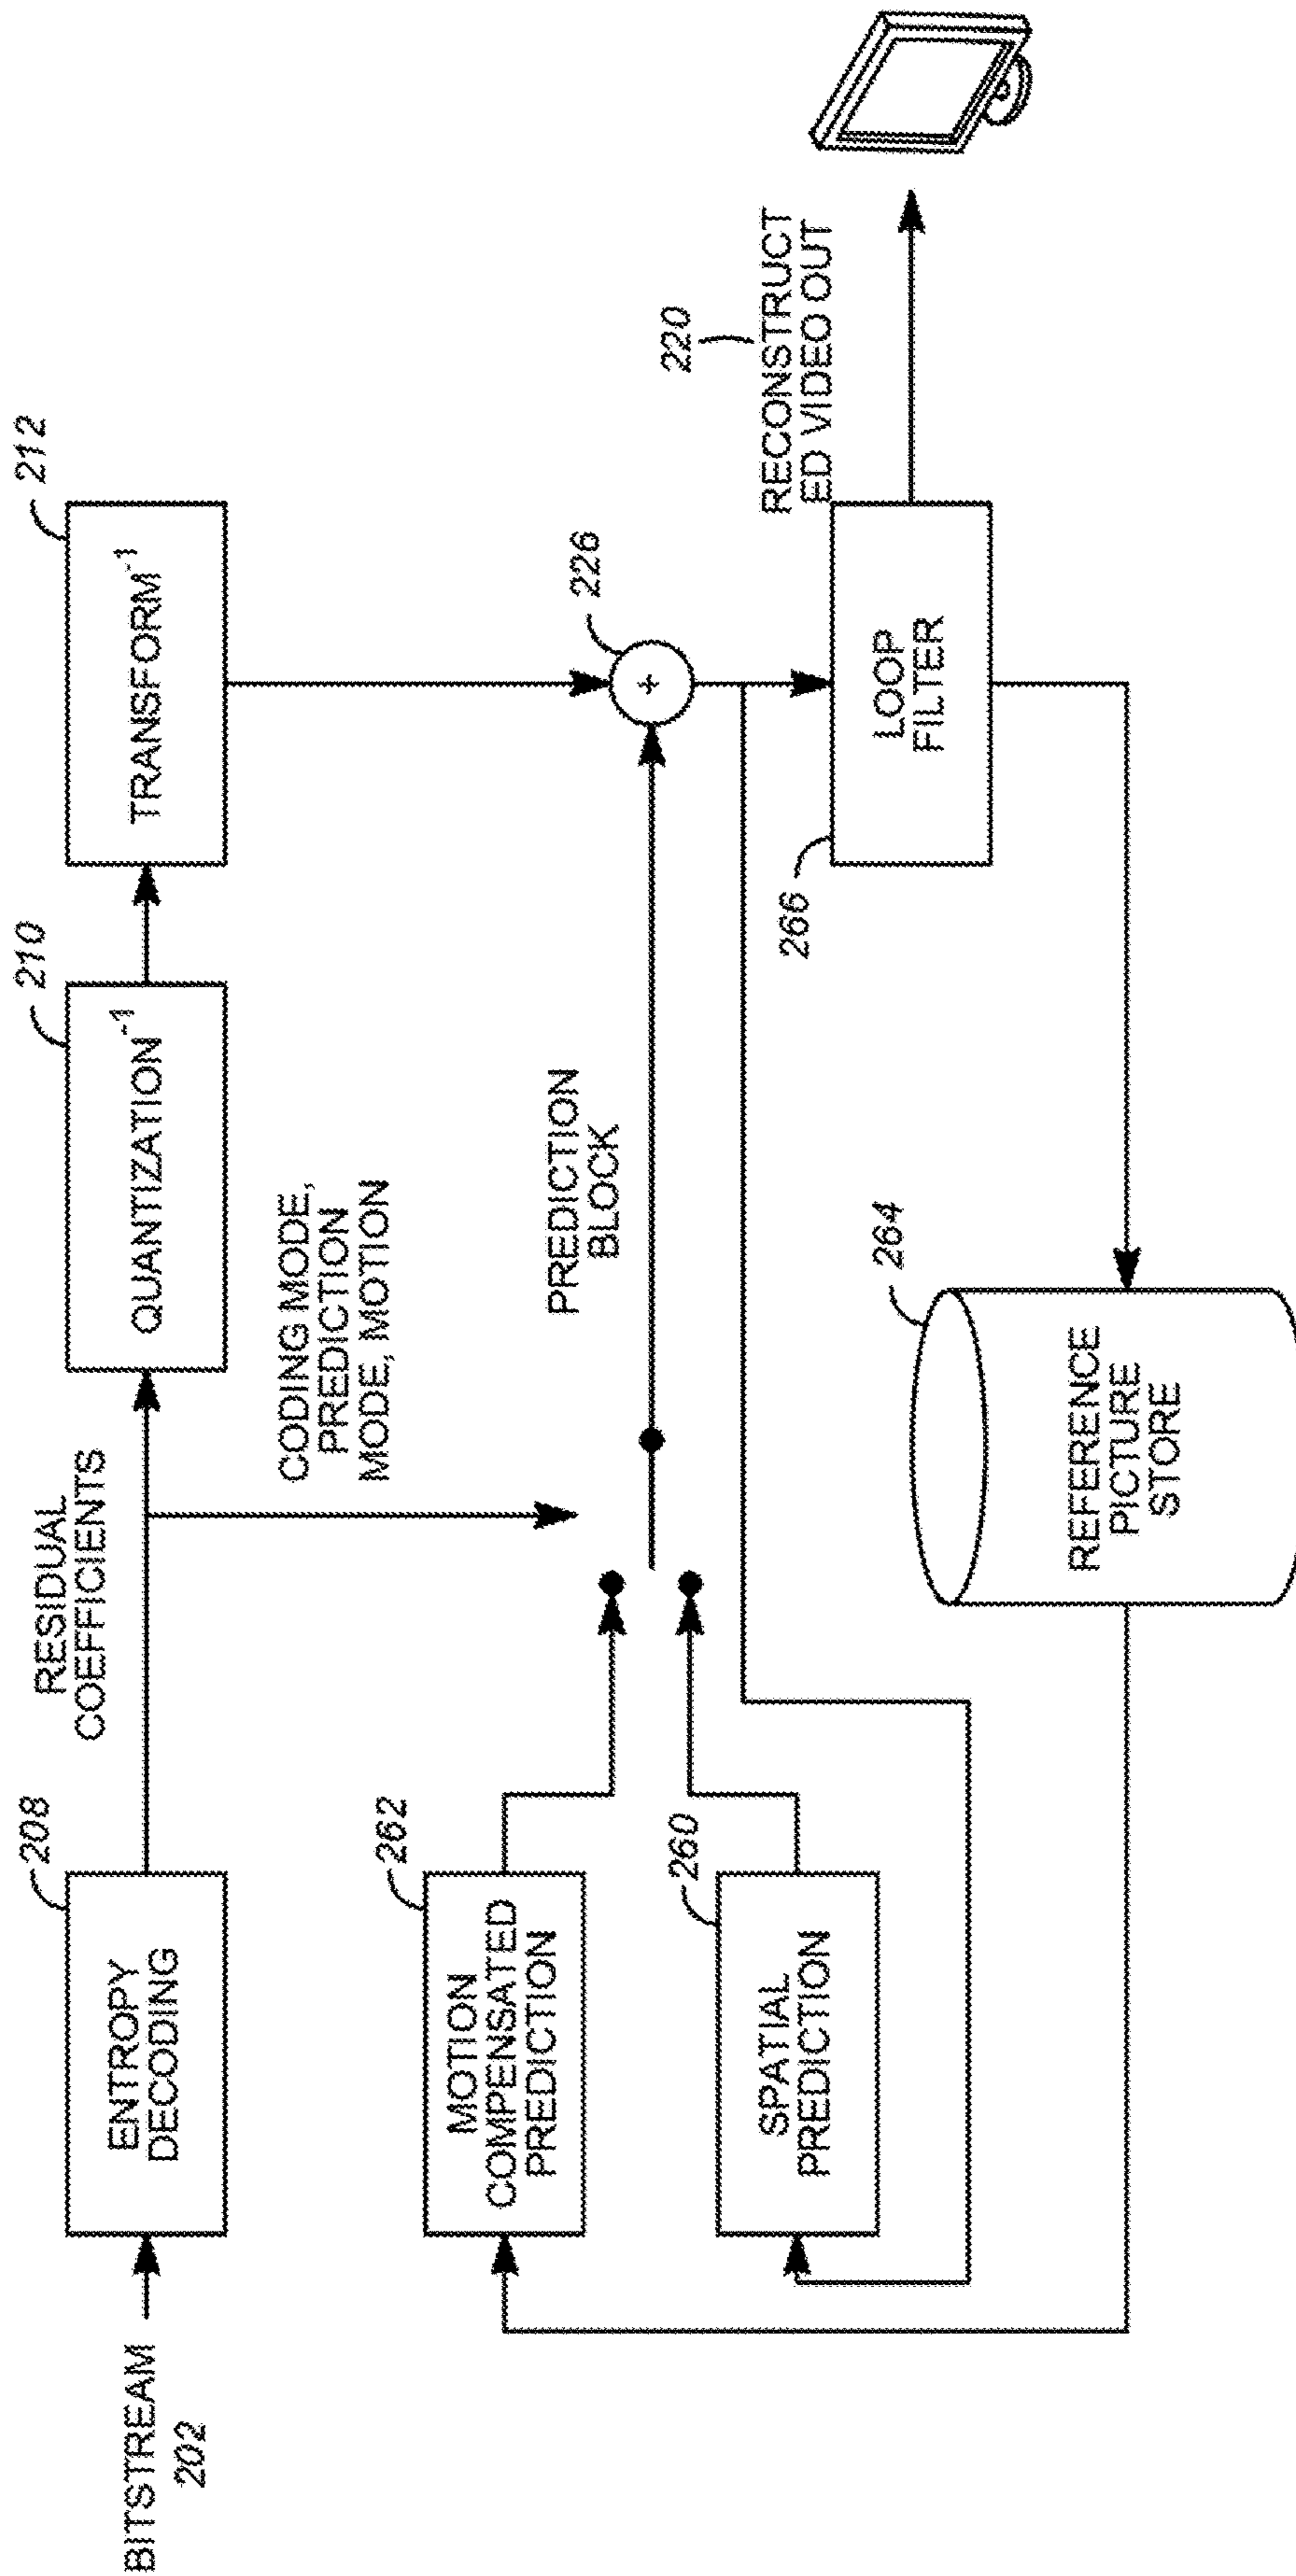 BITSTREAM
202
208
ENTROPY
DECODING
RESIDUAL
COEFFICIENTS
210
QUANTIZATION-1
212
TRANSFORM-1
CODING MODE,
PREDICTION
MODE, MOTION
262
MOTION
COMPENSATED
PREDICTION
260
SPATIAL
PREDICTION
PREDICTION
BLOCK
226
+
266
LOOP
FILTER
220
RECONSTRUCT
ED VIDEO OUT
264
REFERENCE
PICTURE
STORE